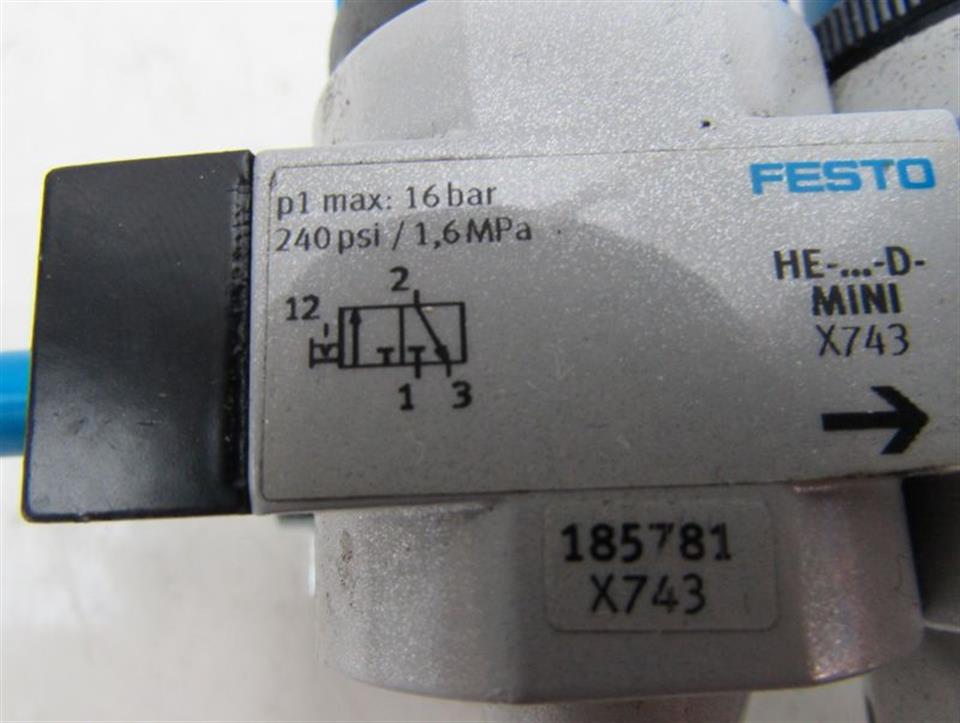 p1 max: 16 bar
240 psi / 1,6 MPa
FESTO
HE-...-D-
MINI
X743
2
12
1 3
185781
X743